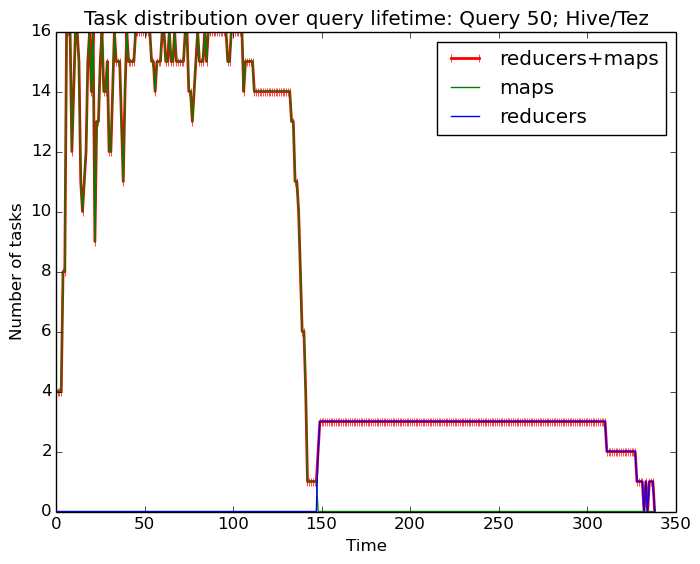 Task distribution over query lifetime: Query 50; Hive/Tez
reducers+maps
maps
reducers
Number of tasks
16
14
12
10
8
6
4
2
0
0 50 100 150 200 250 300 350
Time